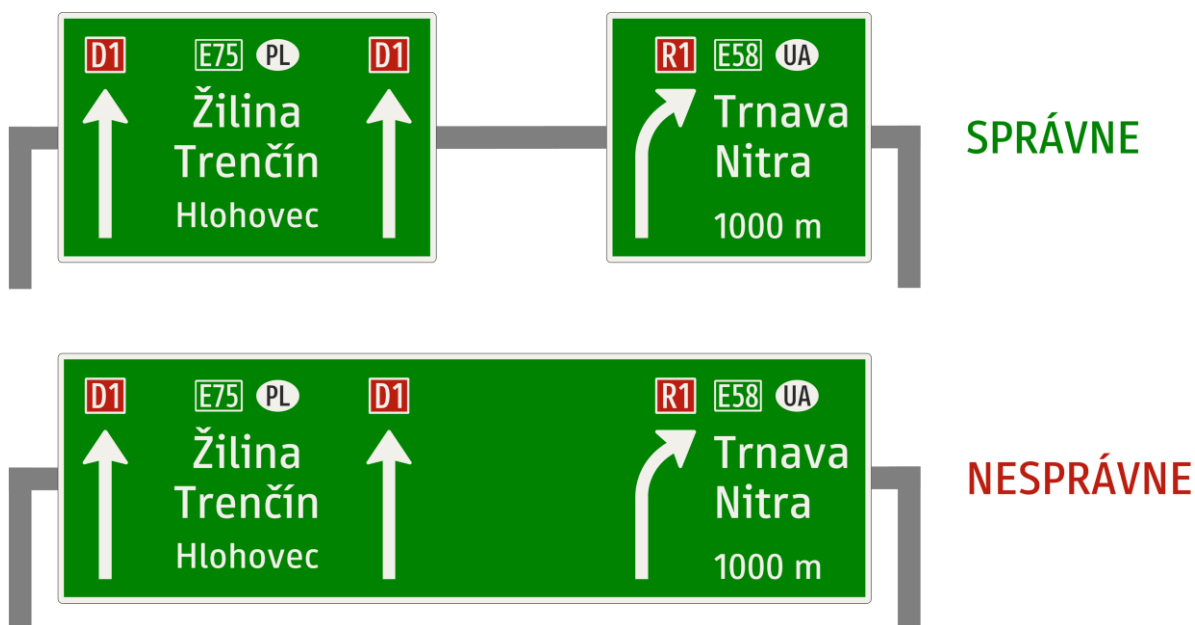 D1 E75 PL D1
Žilina
Trenčín
Hlohovec
R1 E58 UA
Trnava
Nitra
1000 m
SPRÁVNE
D1 E75 PL D1
Žilina
Trenčín
Hlohovec
R1 E58 UA
Trnava
Nitra
1000 m
NESPRÁVNE